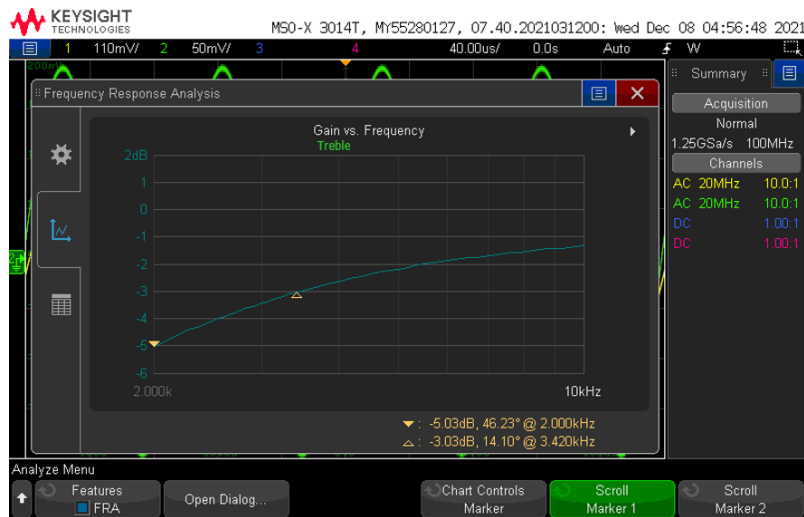 KEYSIGHT
TECHNOLOGIES
MSO-X 3014T, MY55280127, 07.40.2021031200: Wed Dec 08 04:56:48 2021
1 110mV/ 2 50mV/ 3 4 40.00us/ 0.0s Auto W
Frequency Response Analysis
Summary
Acquisition
Normal
1.25GSa/s 100MHz
Channels
AC 20MHz 10.0:1
AC 20MHz 10.0:1
DC 1.00:1
DC 1.00:1
Gain vs. Frequency
Treble
2dB
1
0
-1
-2
-3
-4
-5
-6
2.000k 10kHz
-5.03dB, 46.23° @ 2.000kHz
-3.03dB, 14.10° @ 3.420kHz
Analyze Menu
Features
FRA
Open Dialog...
Chart Controls
Marker
Scroll
Marker 1
Scroll
Marker 2